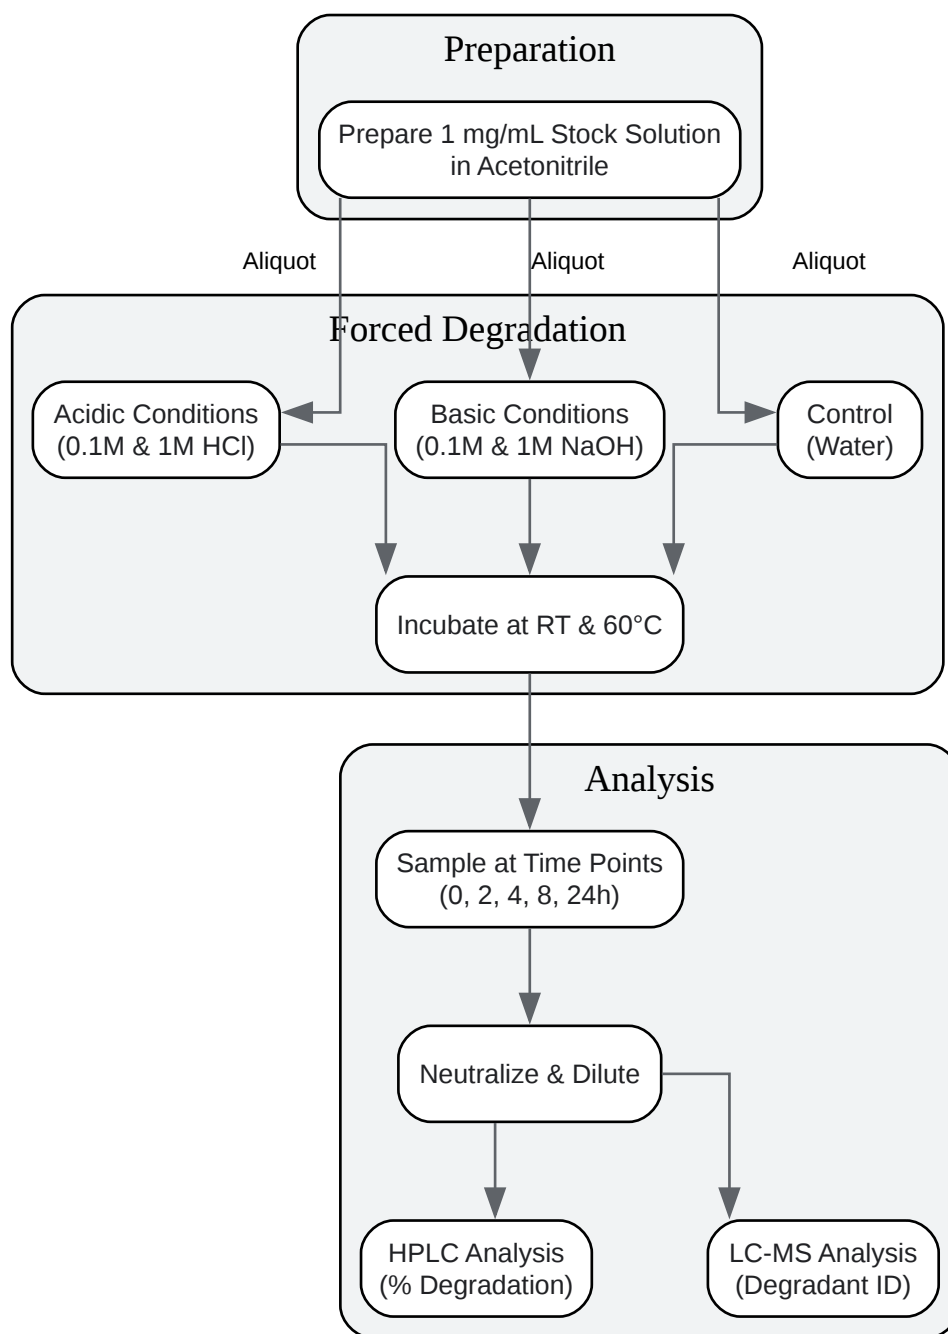 Preparation
Prepare 1 mg/mL Stock Solution
in Acetonitrile
Aliquot
Aliquot
Aliquot
Forced Degradation
Acidic Conditions
(0.1M & 1M HCl)
Basic Conditions
(0.1M & 1M NaOH)
Control
(Water)
Incubate at RT & 60°C
Analysis
Sample at Time Points
(0, 2, 4, 8, 24h)
Neutralize & Dilute
HPLC Analysis
(% Degradation)
LC-MS Analysis
(Degradant ID)